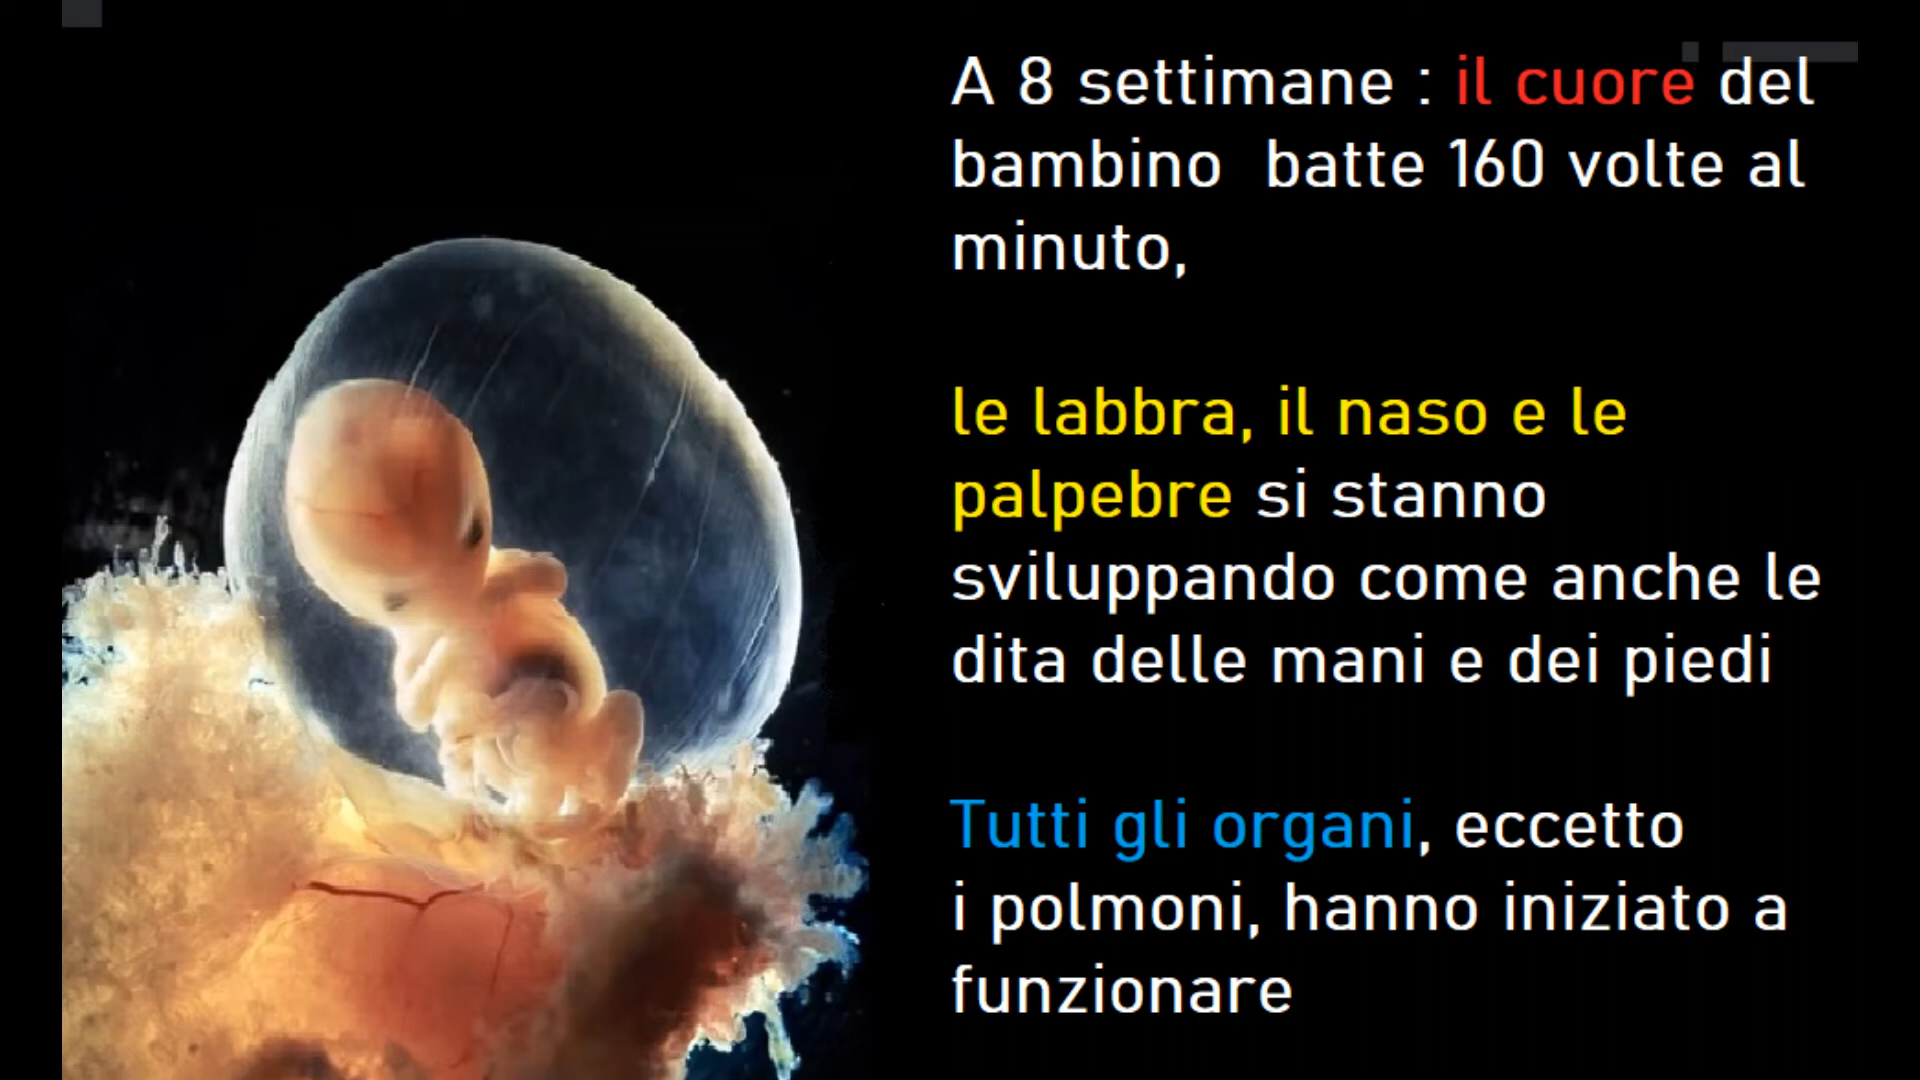 A 8 settimane : il cuore del
bambino  batte 160 volte al
minuto,
le labbra, il naso e le
palpebre si stanno
sviluppando come anche le
dita delle mani e dei piedi
Tutti gli organi, eccetto
i polmoni, hanno iniziato a
funzionare